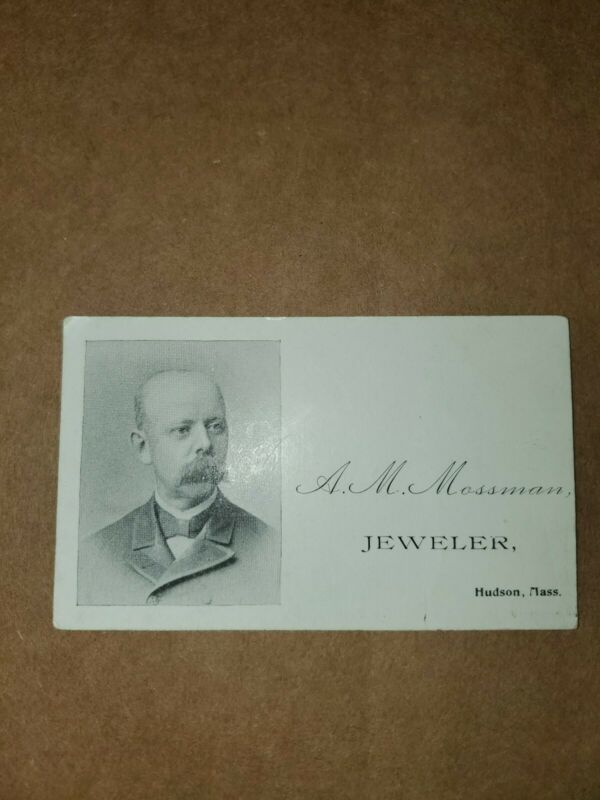 A. M. Mossman,
JEWELER,
Hudson, Mass.